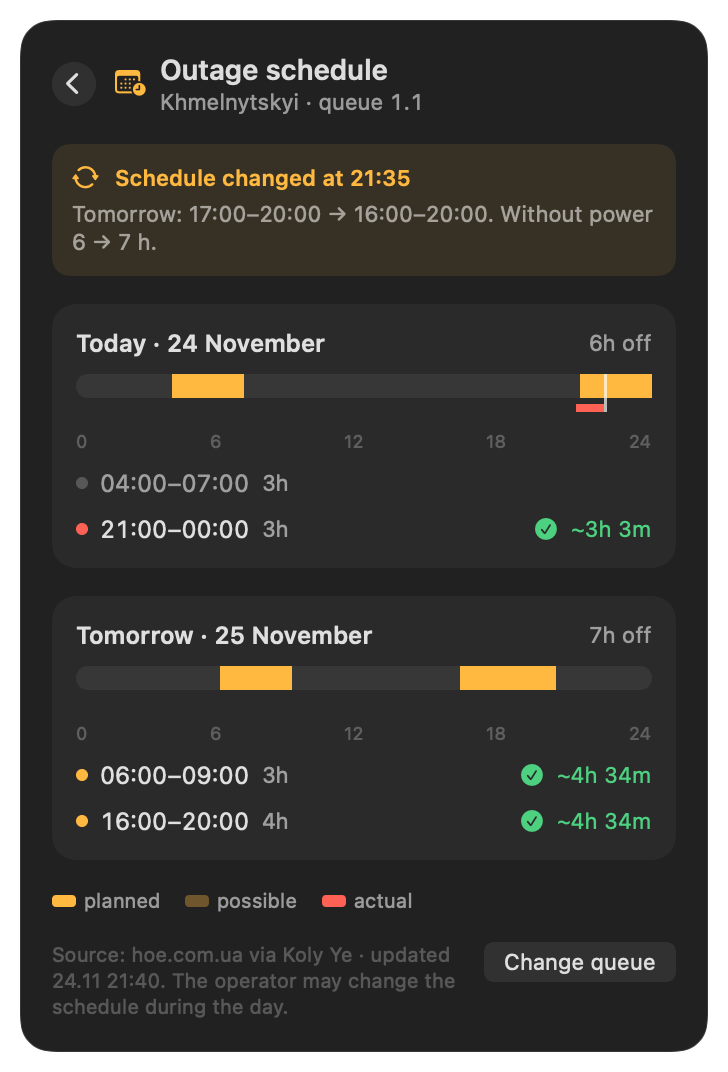 Outage schedule
Khmelnytskyi · queue 1.1
Schedule changed at 21:35
Tomorrow: 17:00–20:00 → 16:00–20:00. Without power
6 → 7 h.
Today · 24 November 6h off
0 6 12 18 24
04:00–07:00 3h
21:00–00:00 3h ~3h 3m
Tomorrow · 25 November 7h off
0 6 12 18 24
06:00–09:00 3h ~4h 34m
16:00–20:00 4h ~4h 34m
planned possible actual
Source: hoe.com.ua via Koly Ye · updated
24.11 21:40. The operator may change the
schedule during the day.
Change queue